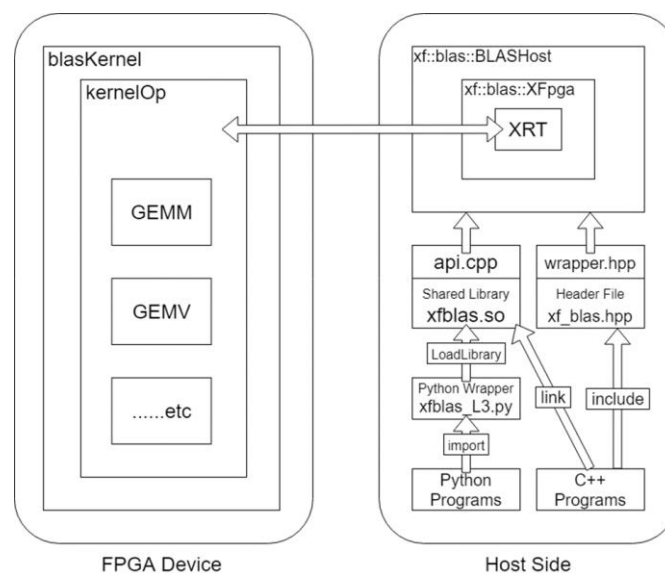 blasKernel
kernelOp
GEMM
GEMV
......etc
FPGA Device
xf::blas::BLASHost
xf::blas::XFpga
XRT
api.cpp
Shared Library
xfblas.so
wrapper.hpp
Header File
xf_blas.hpp
LoadLibrary
Python Wrapper
xfblas_L3.py
link
include
import
Python
Programs
C++
Programs
Host Side